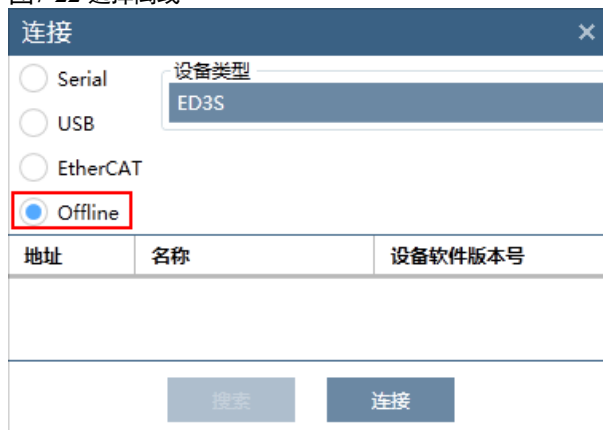 连接
Serial
设备类型
ED3S
USB
EtherCAT
Offline
地址 名称 设备软件版本号
搜索 连接